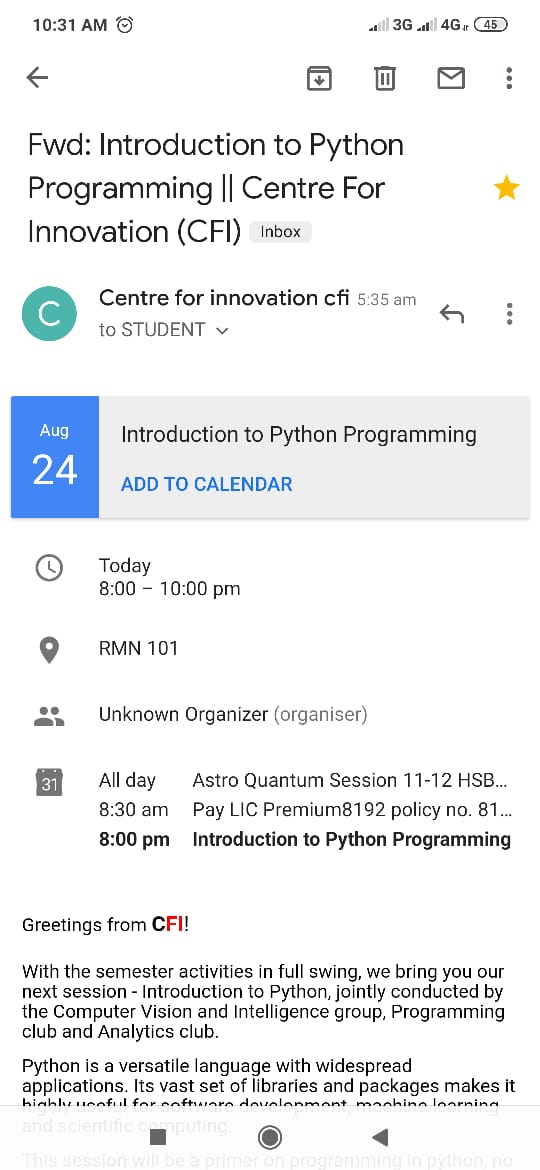 10:31 AM 3G 4G 45
Fwd: Introduction to Python
Programming || Centre For
Innovation (CFI) Inbox
C Centre for innovation cfi 5:35 am
to STUDENT
Aug
24
Introduction to Python Programming
ADD TO CALENDAR
Today
8:00 – 10:00 pm
RMN 101
Unknown Organizer (organiser)
31
All day Astro Quantum Session 11-12 HSB...
8:30 am Pay LIC Premium8192 policy no. 81...
8:00 pm Introduction to Python Programming
Greetings from CFI!
With the semester activities in full swing, we bring you our
next session - Introduction to Python, jointly conducted by
the Computer Vision and Intelligence group, Programming
club and Analytics club.
Python is a versatile language with widespread
applications. Its vast set of libraries and packages makes it
highly useful for software development, machine learning
and scientific computing.
This session will be a primer on programming in python, no